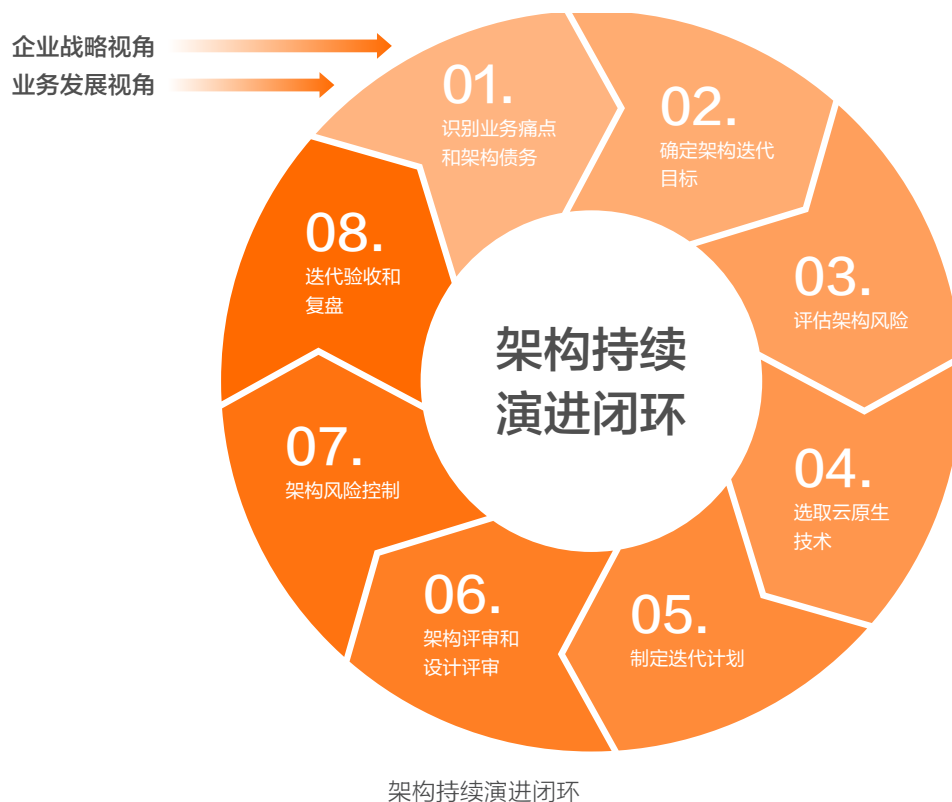 企业战略视角
业务发展视角
01.
识别业务痛点
和架构债务
02.
确定架构迭代
目标
03.
评估架构风险
04.
选取云原生
技术
05.
制定迭代计划
06.
架构评审和
设计评审
07.
架构风险控制
08.
迭代验收和
复盘
架构持续
演进闭环
架构持续演进闭环